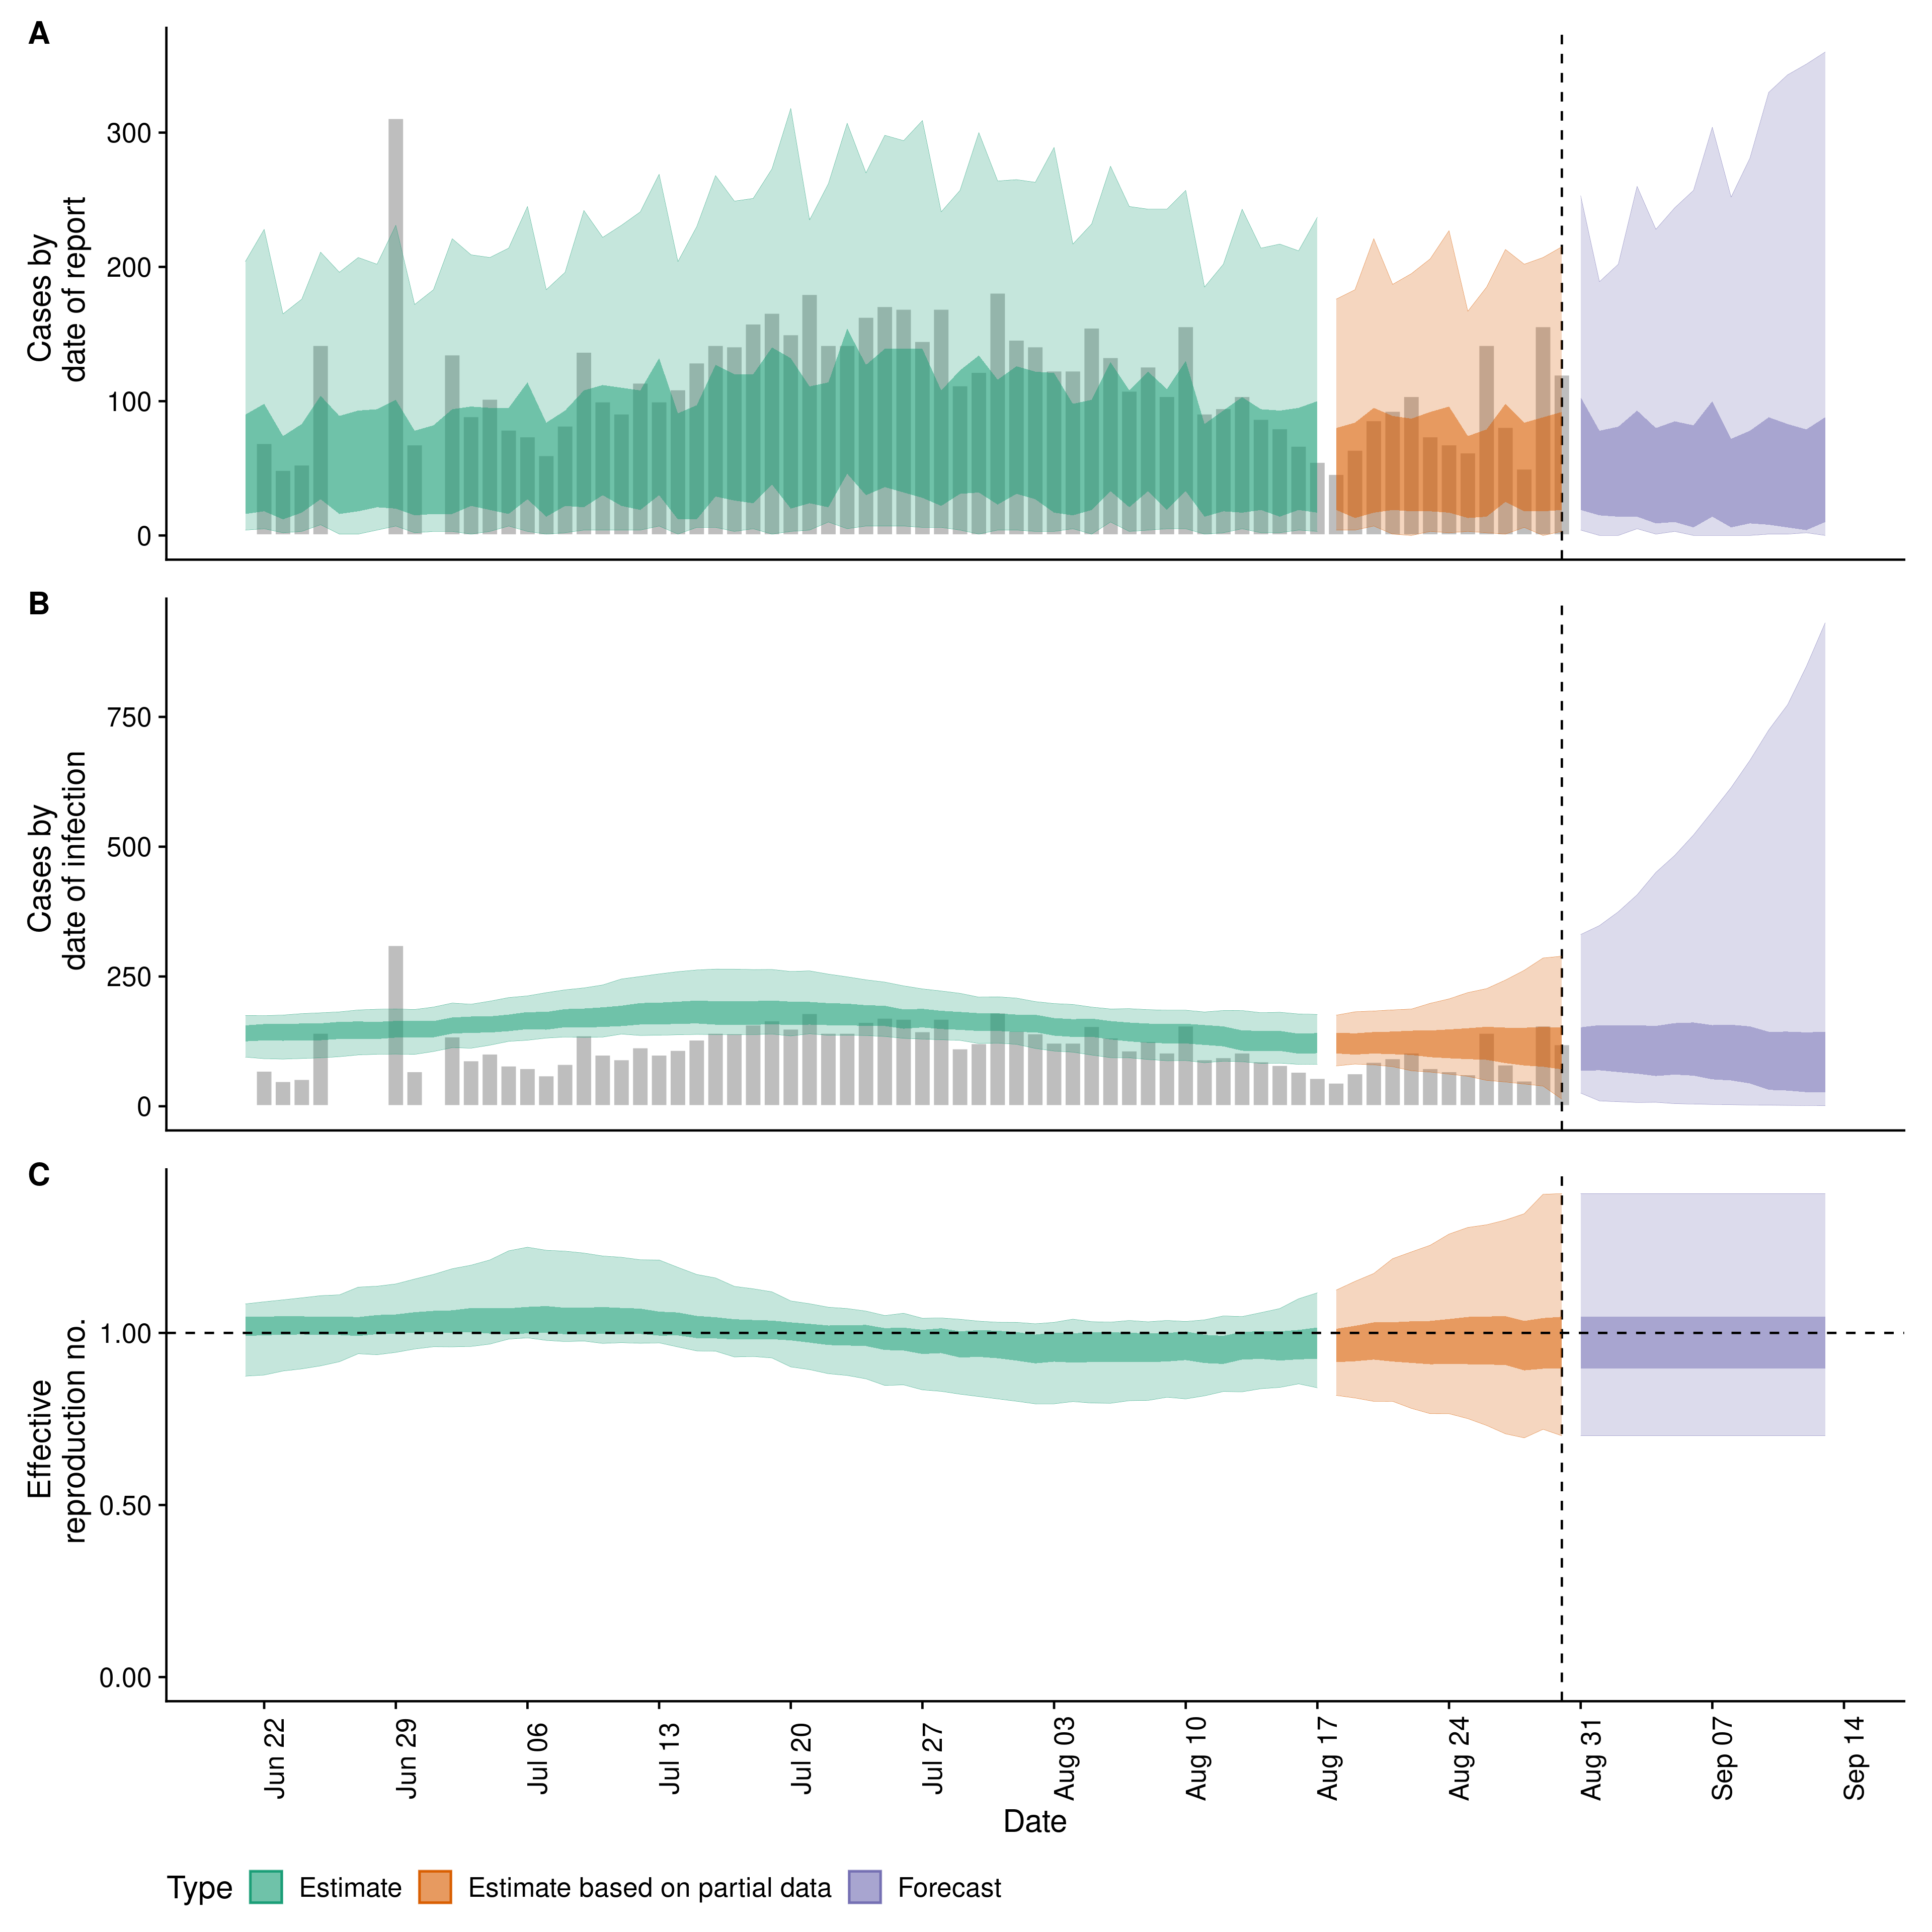 A
Cases by
date of report
300
200
100
0
B
Cases by
date of infection
750
500
250
0
C
Effective
reproduction no.
1.00
0.50
0.00
Jun 22
Jun 29
Jul 06
Jul 13
Jul 20
Jul 27
Aug 03
Aug 10
Aug 17
Aug 24
Aug 31
Sep 07
Sep 14
Date
Type Estimate Estimate based on partial data Forecast